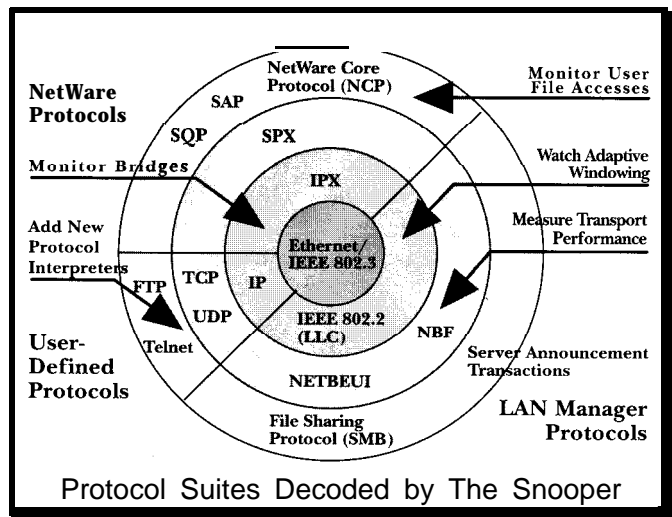 NetWare Core
Protocol (NCP)
Monitor User
File Accesses
NetWare
Protocols
SAP
SQP
SPX
Monitor Bridges
IPX
Watch Adaptive
Windowing
Add New
Protocol
Interpreters
Measure Transport
Performance
Ethernet/
IEEE 802.3
FTP
TCP
IP
UDP
Telnet
IEEE 802.2
(LLC)
NBF
User-
Defined
Protocols
Server Announcement
Transactions
NETBEUI
File Sharing
Protocol (SMB)
LAN Manager
Protocols
Protocol Suites Decoded by The Snooper